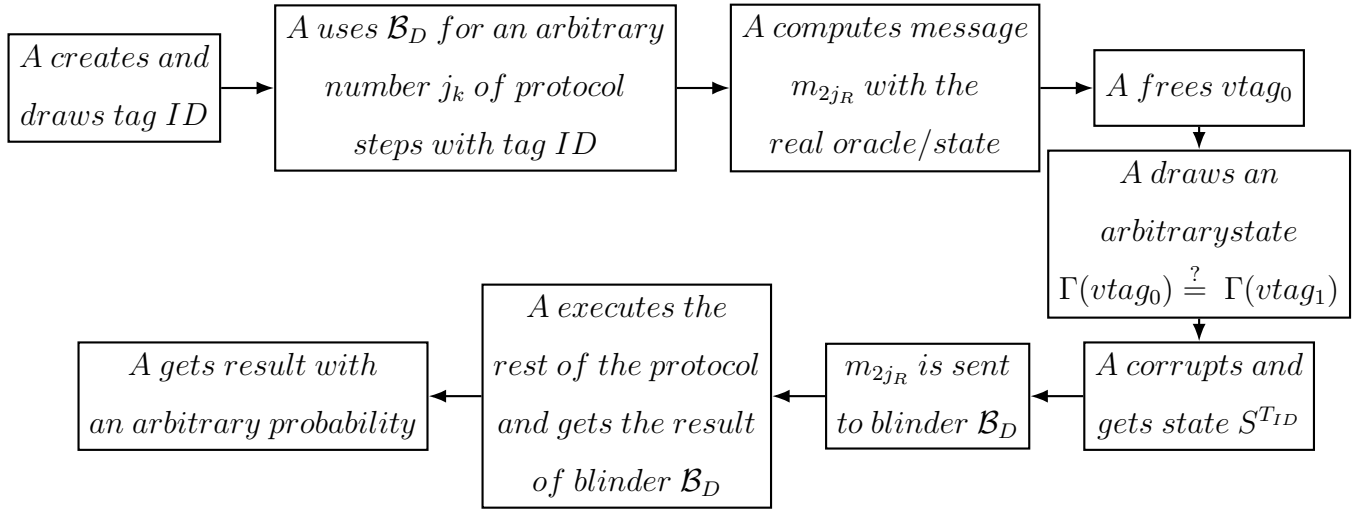 A creates and
draws tag ID
A uses 𝓑_D for an arbitrary
number j_k of protocol
steps with tag ID
A computes message
m_{2j_R} with the
real oracle/state
A frees vtag_0
A draws an
arbitrarystate
Γ(vtag_0) ≟ Γ(vtag_1)
A corrupts and
gets state S^{T_{ID}}
m_{2j_R} is sent
to blinder 𝓑_D
A executes the
rest of the protocol
and gets the result
of blinder 𝓑_D
A gets result with
an arbitrary probability